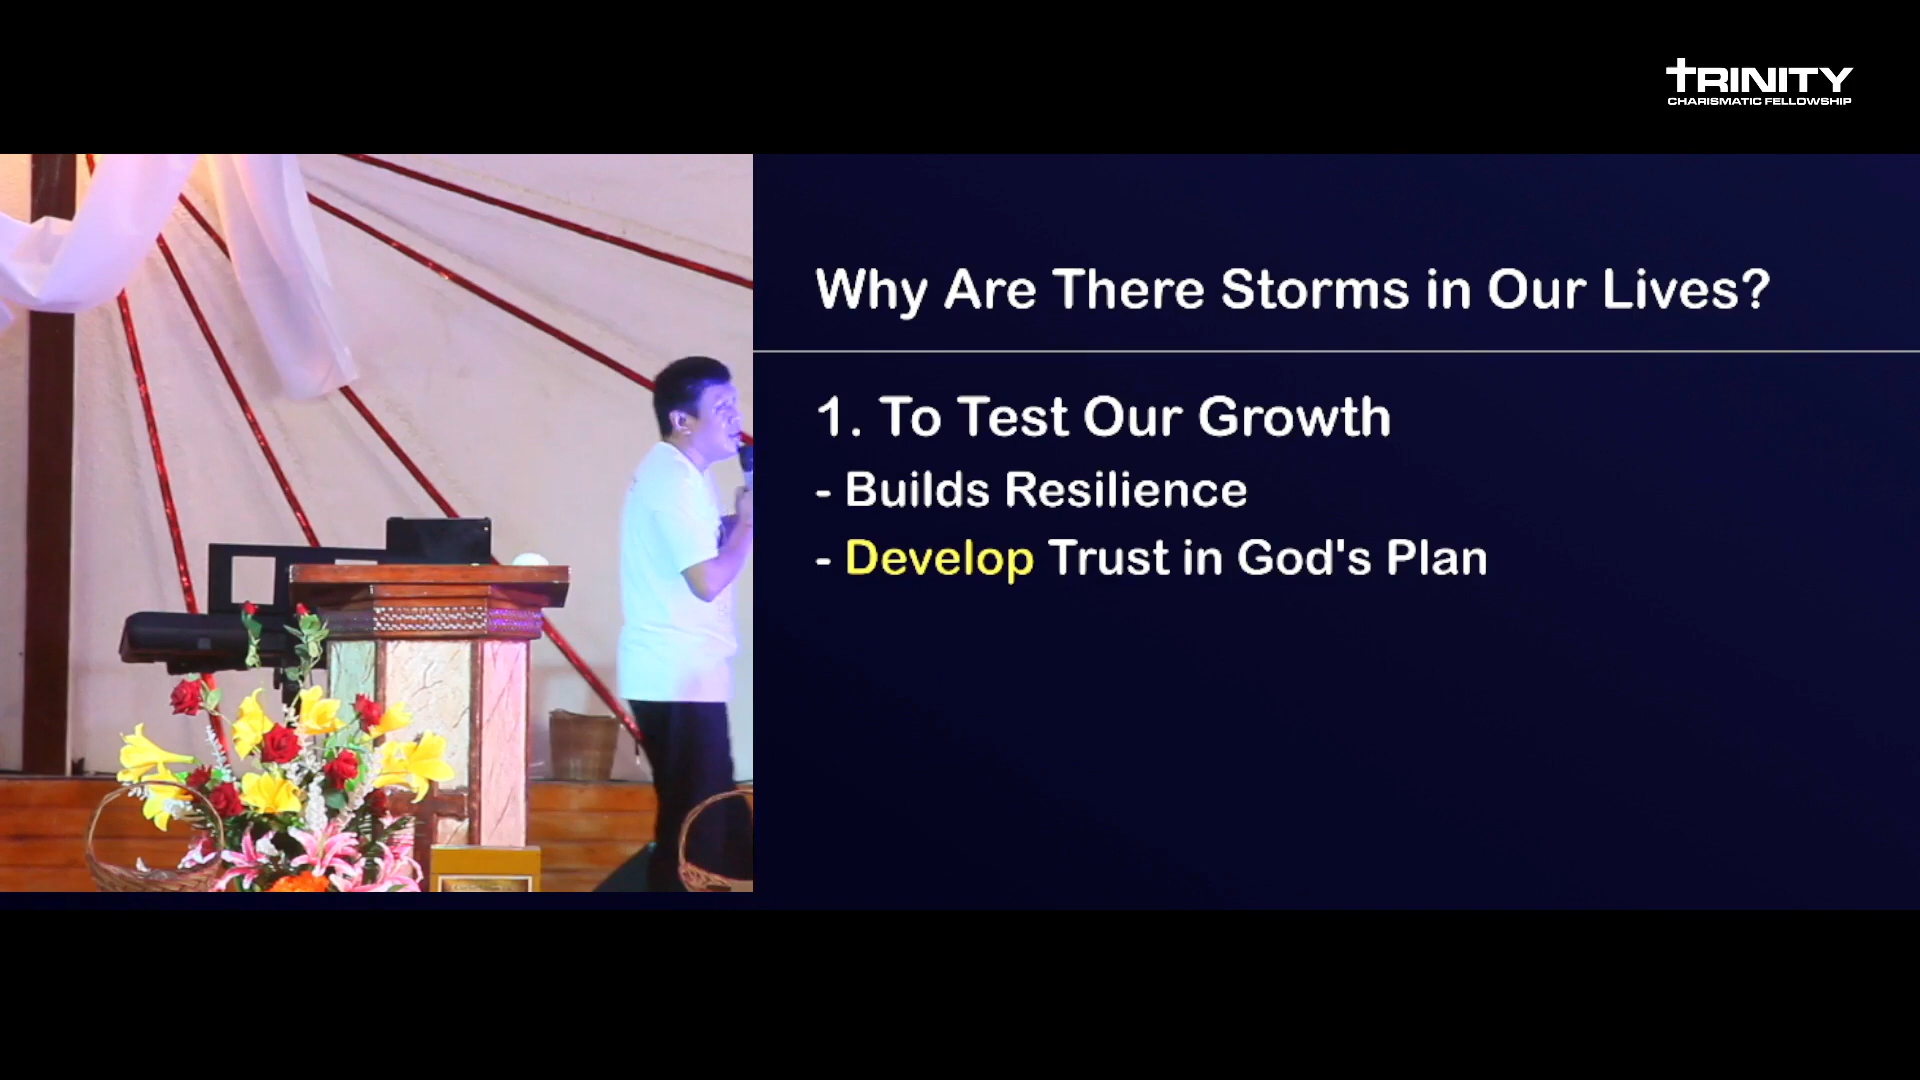 TRINITY
CHARISMATIC FELLOWSHIP
Why Are There Storms in Our Lives?
1. To Test Our Growth
- Builds Resilience
- Develop Trust in God's Plan